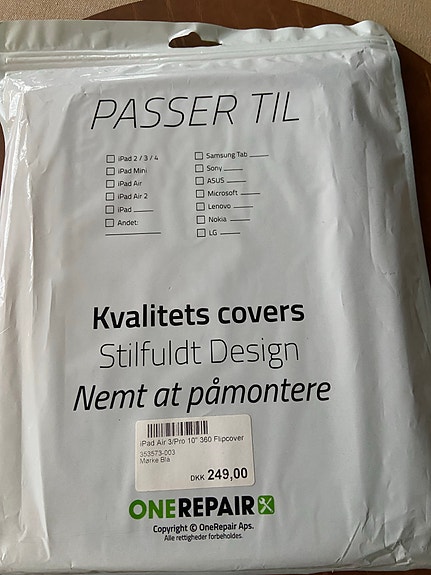 PASSER TIL
iPad 2 / 3 / 4
iPad Mini
iPad Air
iPad Air 2
iPad
Andet:
Samsung Tab
Sony
ASUS
Microsoft
Lenovo
Nokia
LG
Kvalitets covers
Stilfuldt Design
Nemt at påmontere
iPad Air 3/Pro 10" 360 Flipcover
353573-003
Mørke Blå
DKK 249,00
ONEREPAIR
Copyright © OneRepair Aps.
Alle rettigheder forbeholdes.